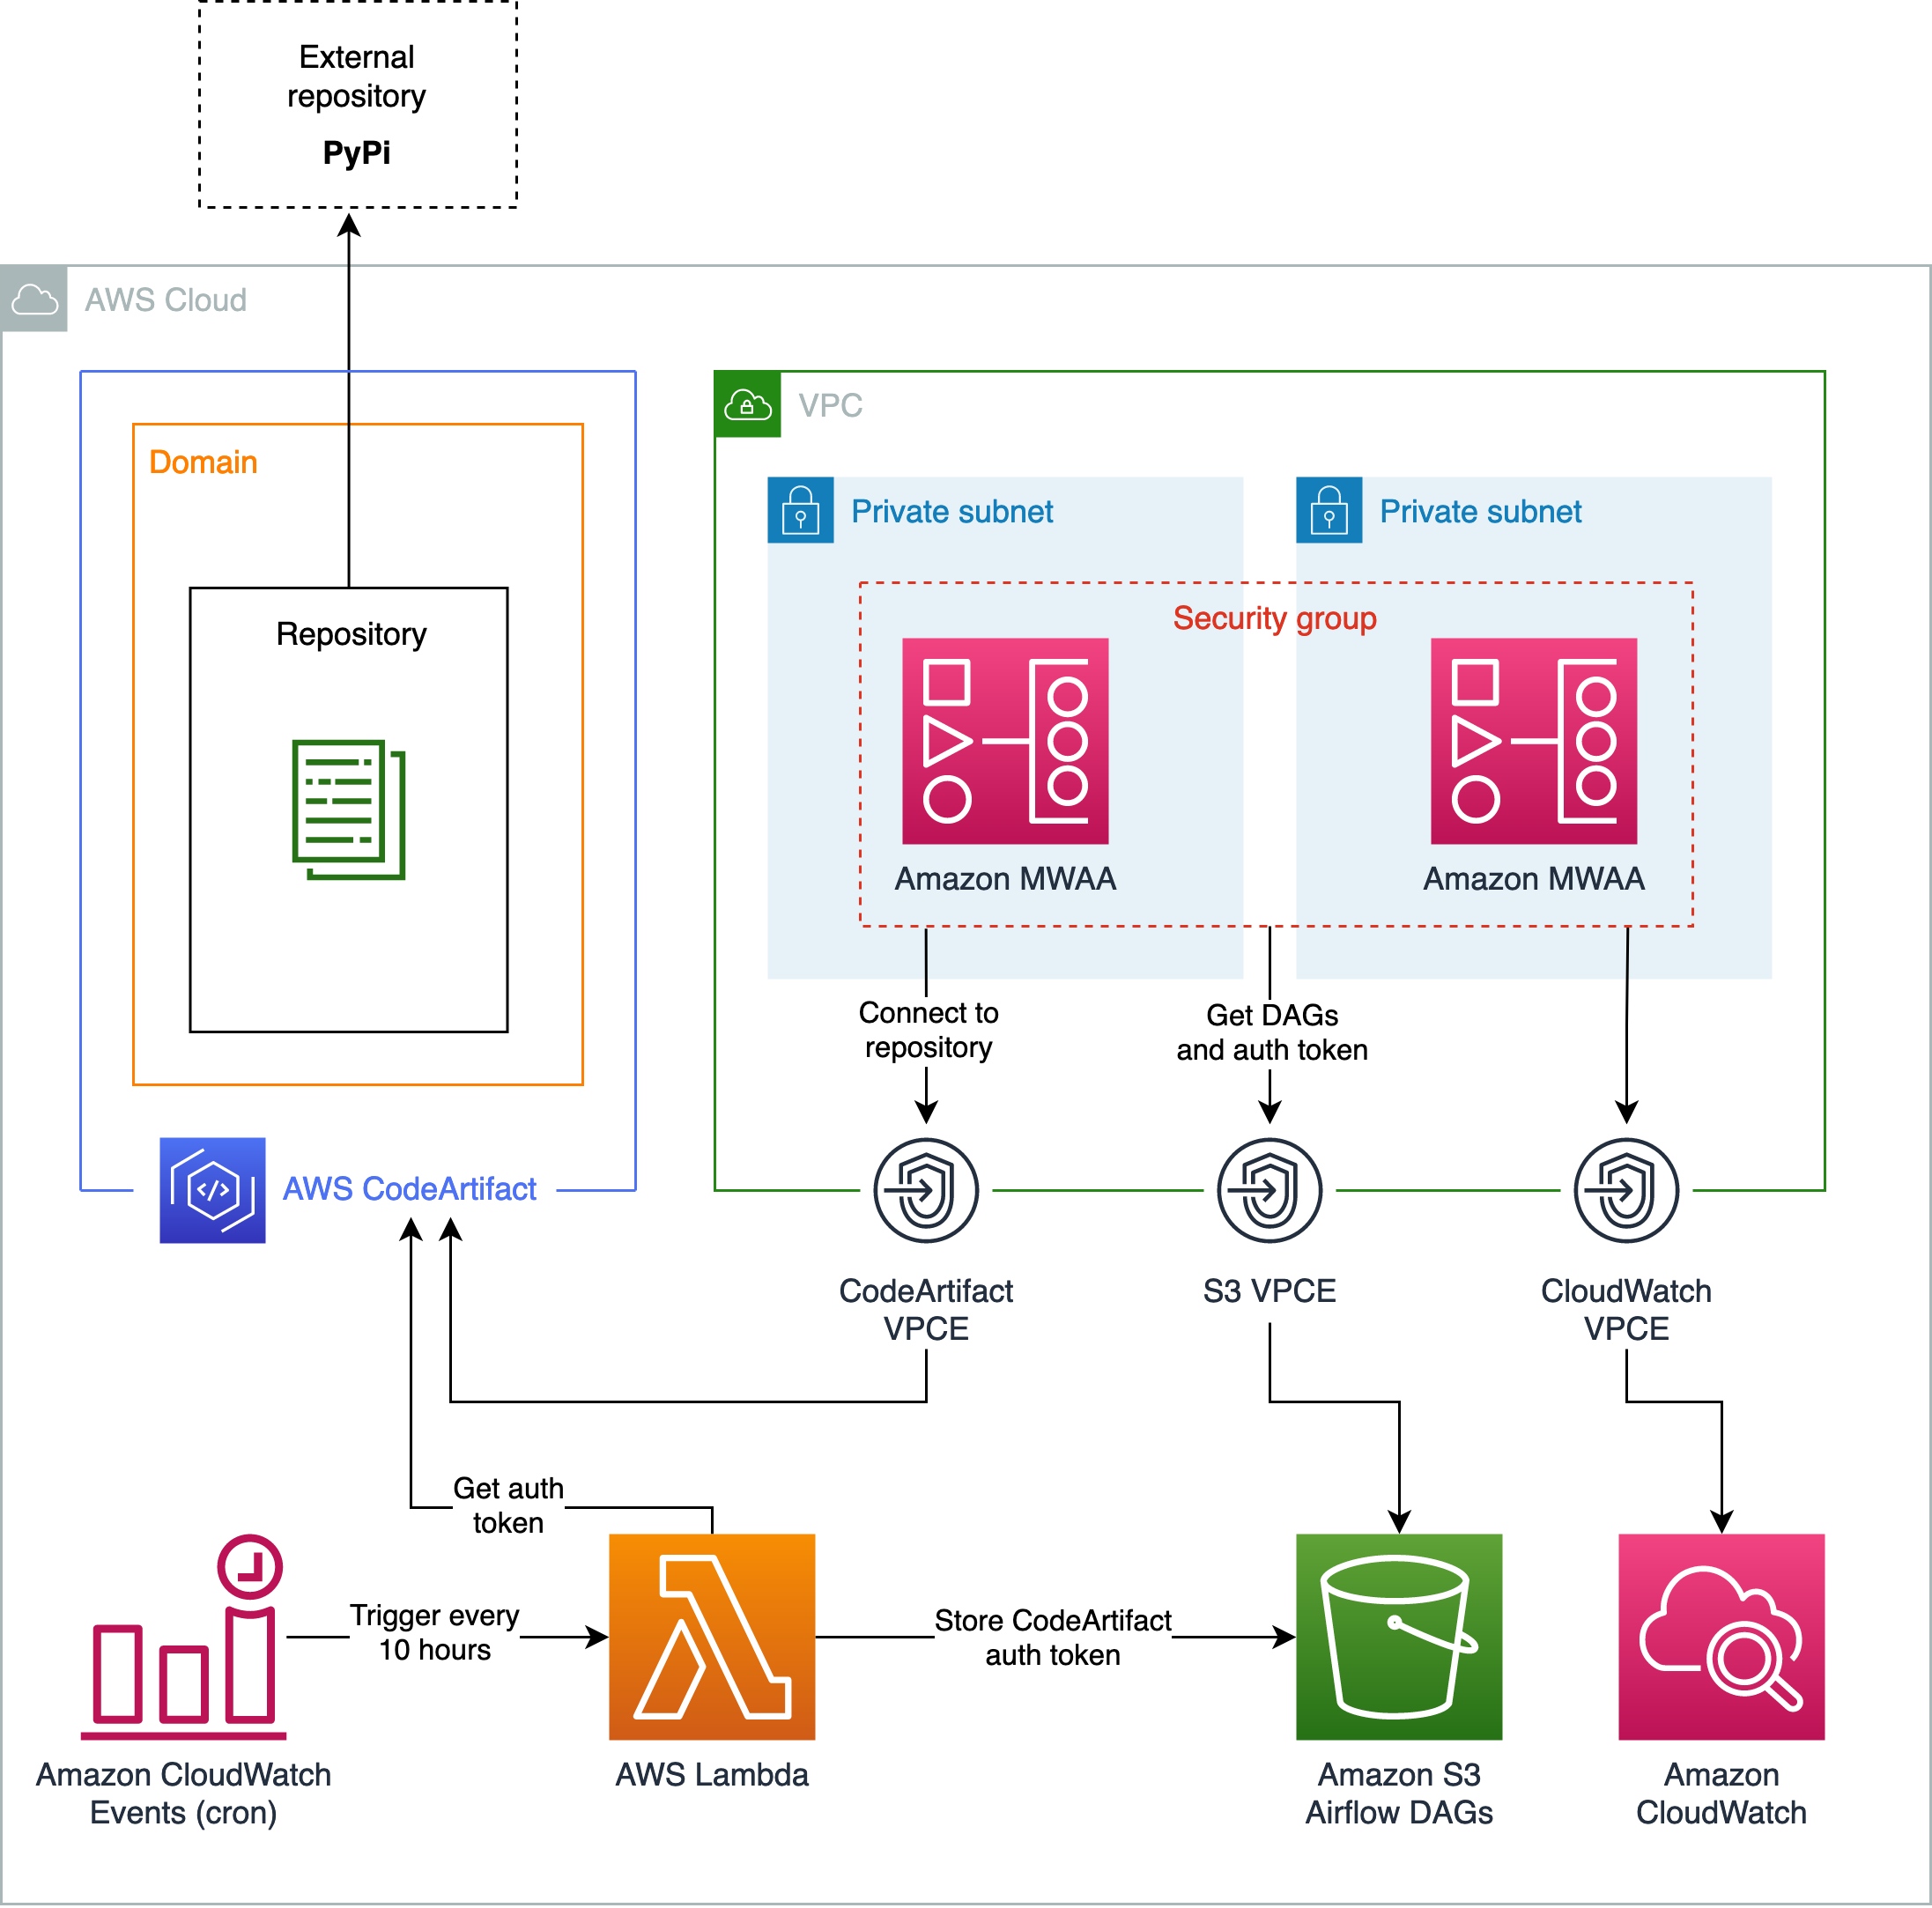 External
repository
PyPi
AWS Cloud
VPC
Domain
Private subnet
Private subnet
Security group
Repository
Amazon MWAA
Amazon MWAA
Connect to
repository
Get DAGs
and auth token
AWS CodeArtifact
CodeArtifact
VPCE
S3 VPCE
CloudWatch
VPCE
Get auth
token
Trigger every
10 hours
Store CodeArtifact
auth token
Amazon CloudWatch
Events (cron)
AWS Lambda
Amazon S3
Airflow DAGs
Amazon
CloudWatch